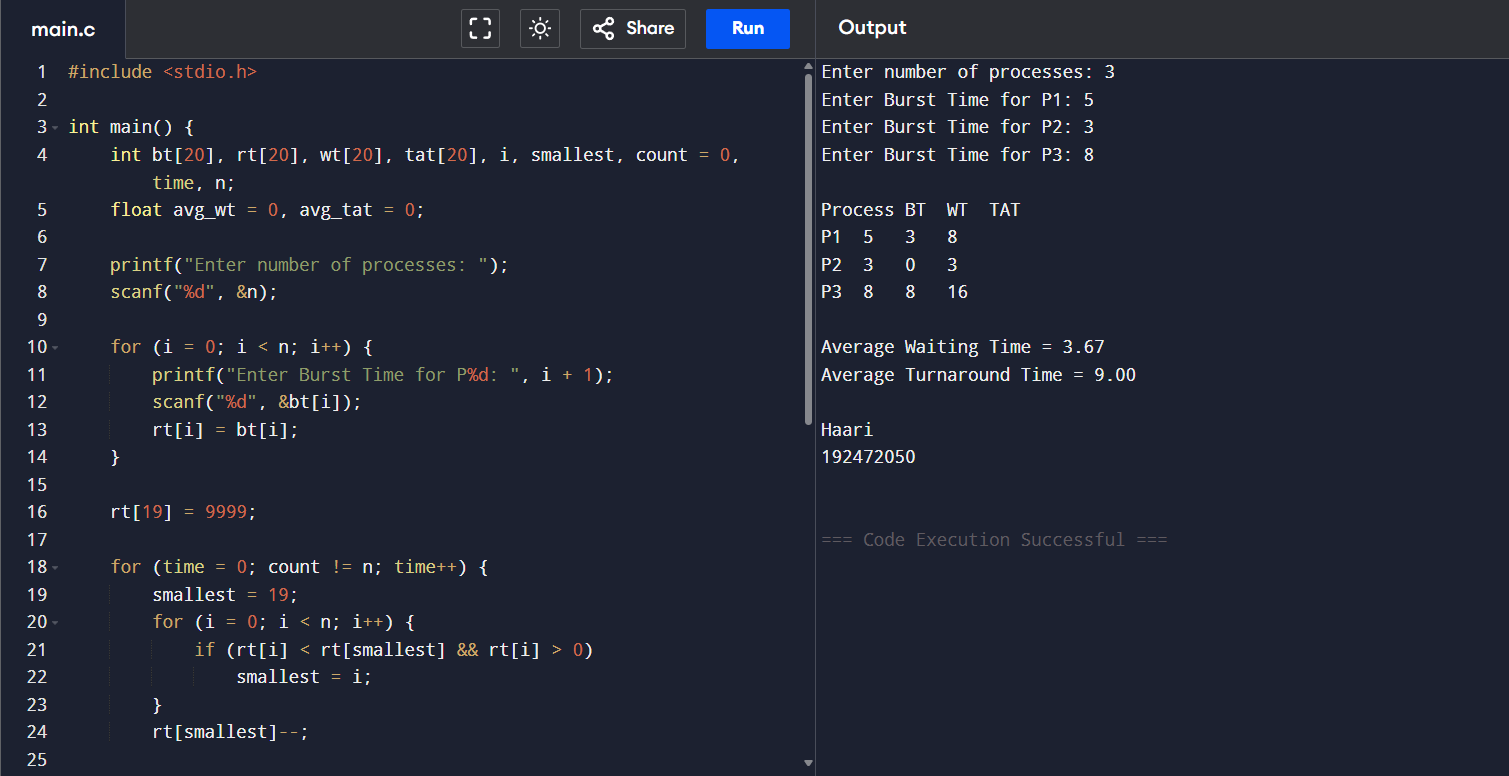 main.c
Share
Run
Output
1 #include <stdio.h>
2
3 int main() {
4     int bt[20], rt[20], wt[20], tat[20], i, smallest, count = 0,
        time, n;
5     float avg_wt = 0, avg_tat = 0;
6
7     printf("Enter number of processes: ");
8     scanf("%d", &n);
9
10     for (i = 0; i < n; i++) {
11         printf("Enter Burst Time for P%d: ", i + 1);
12         scanf("%d", &bt[i]);
13         rt[i] = bt[i];
14     }
15
16     rt[19] = 9999;
17
18     for (time = 0; count != n; time++) {
19         smallest = 19;
20         for (i = 0; i < n; i++) {
21             if (rt[i] < rt[smallest] && rt[i] > 0)
22                 smallest = i;
23         }
24         rt[smallest]--;
25
Enter number of processes: 3
Enter Burst Time for P1: 5
Enter Burst Time for P2: 3
Enter Burst Time for P3: 8

Process BT  WT  TAT
P1  5   3   8
P2  3   0   3
P3  8   8   16

Average Waiting Time = 3.67
Average Turnaround Time = 9.00

Haari
192472050

=== Code Execution Successful ===